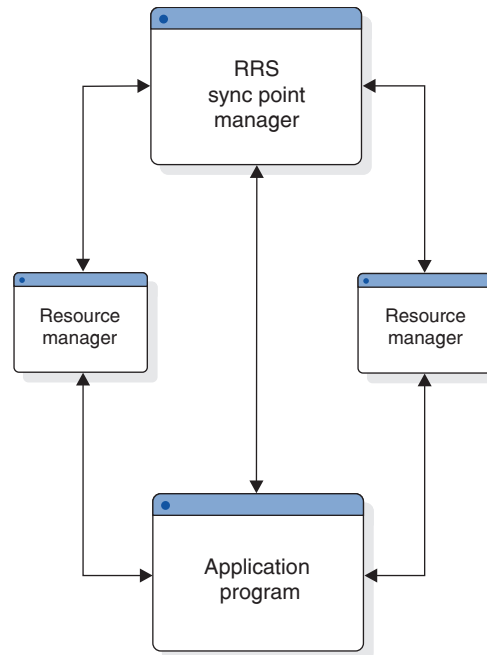 RRS
sync point
manager
Resource
manager
Resource
manager
Application
program